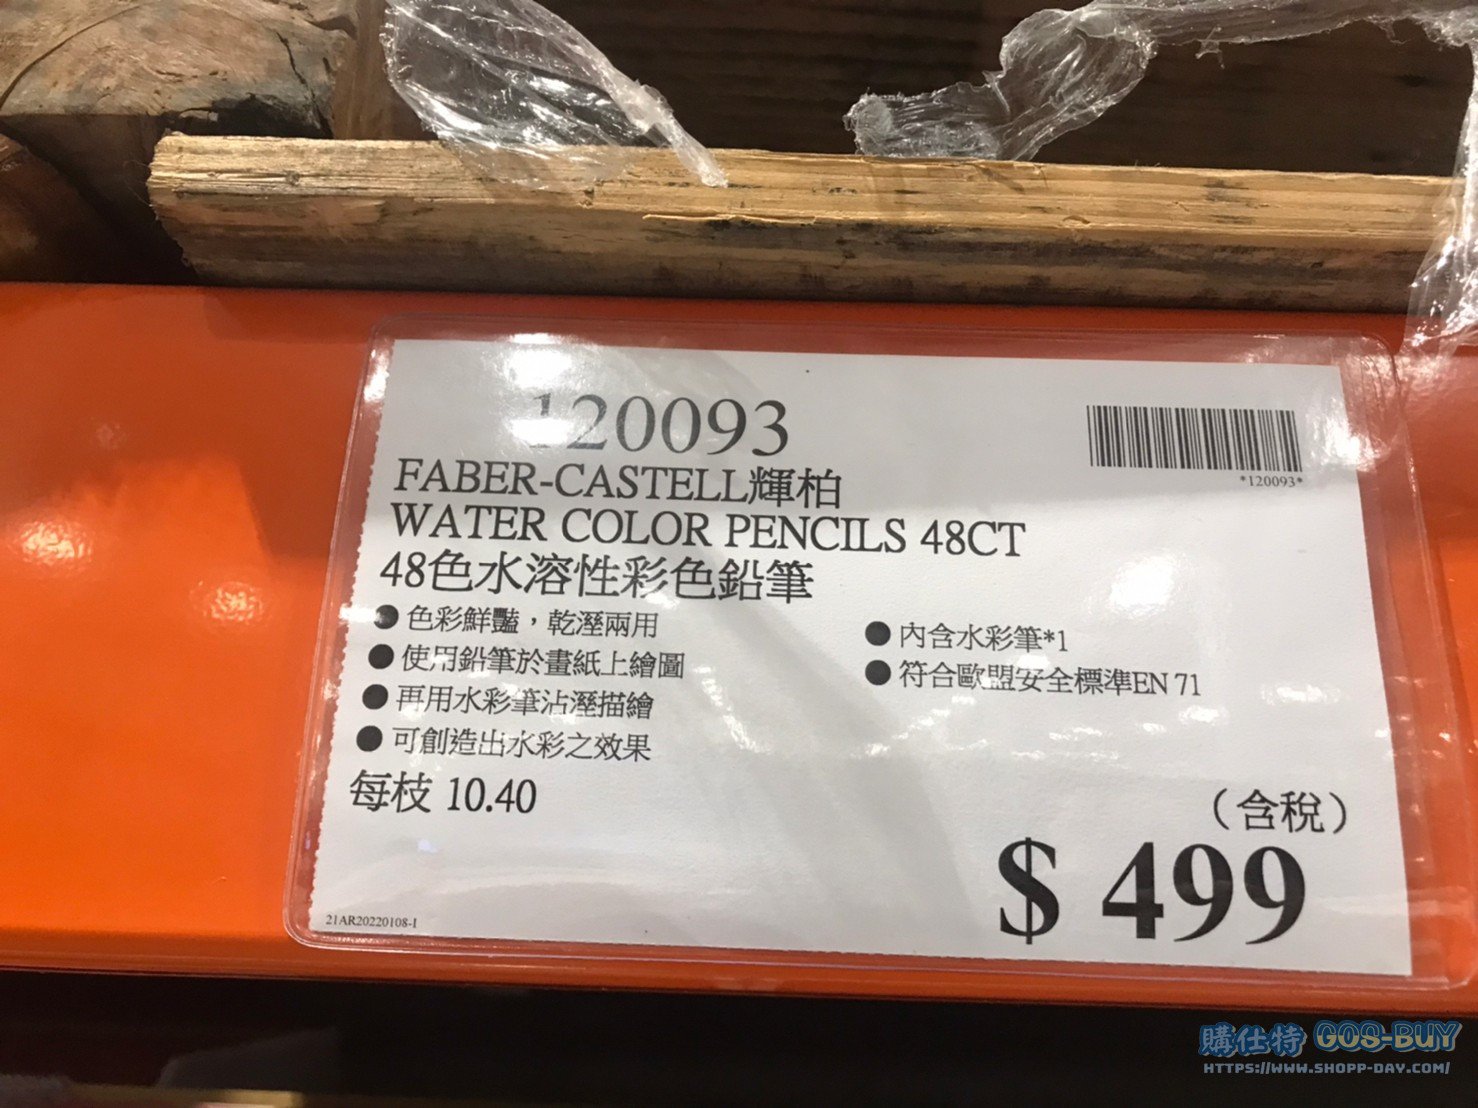 120093
FABER-CASTELL輝柏
WATER COLOR PENCILS 48CT
48色水溶性彩色鉛筆
●色彩鮮豔，乾溼兩用
●使用鉛筆於畫紙上繪圖
●再用水彩筆沾溼描繪
●可創造出水彩之效果
●內含水彩筆*1
●符合歐盟安全標準EN 71
每枝 10.40
（含稅）
$ 499
21AR20220108-1
*120093*
購仕特 GOS-BUY
HTTPS://WWW.SHOPP-DAY.COM/